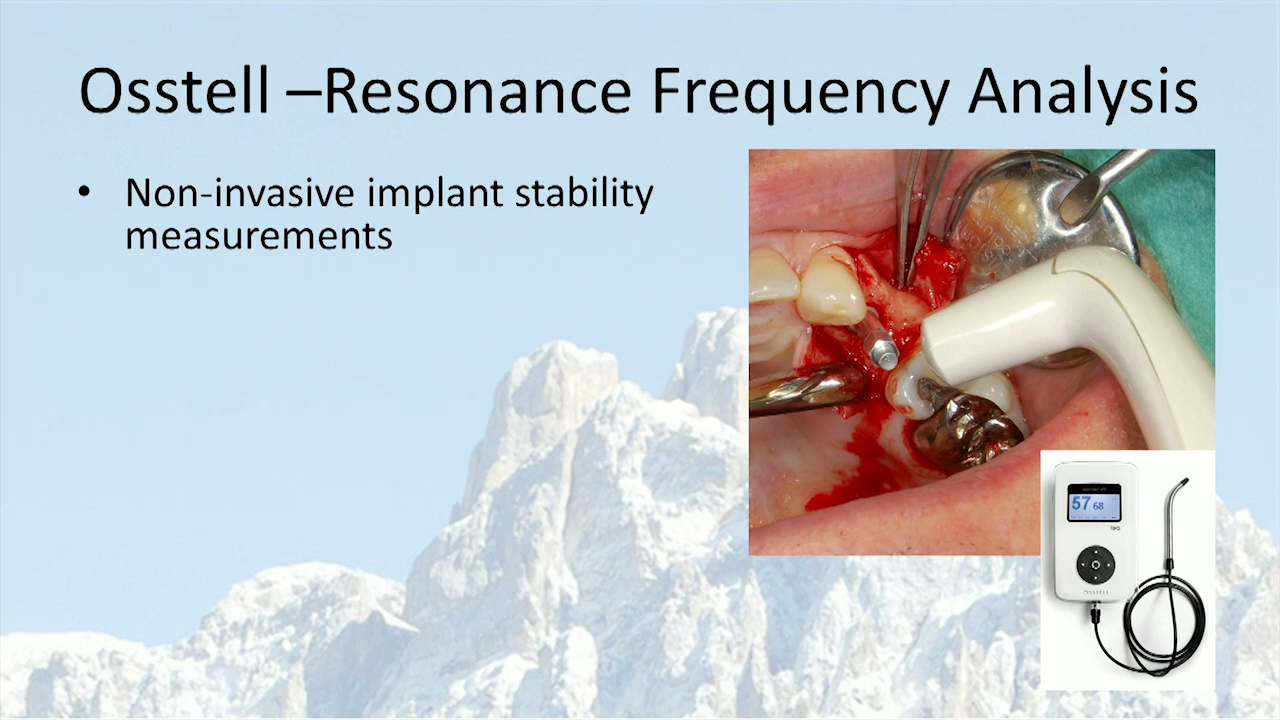 Osstell –Resonance Frequency Analysis
• Non-invasive implant stability
measurements
57 68
OSSTELL